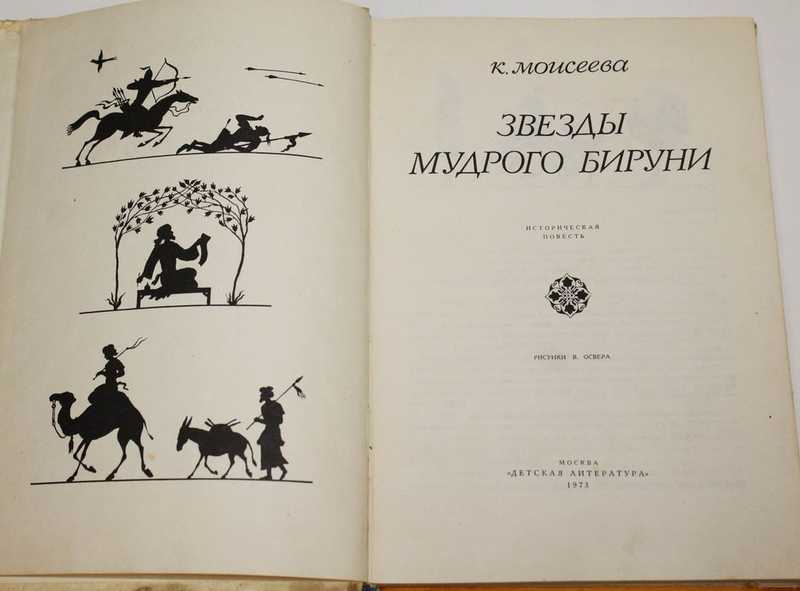 К. МОИСЕЕВА
ЗВЕЗДЫ
МУДРОГО БИРУНИ
ИСТОРИЧЕСКАЯ
ПОВЕСТЬ
РИСУНКИ В. ОСВЕРА
МОСКВА
«ДЕТСКАЯ ЛИТЕРАТУРА»
1973